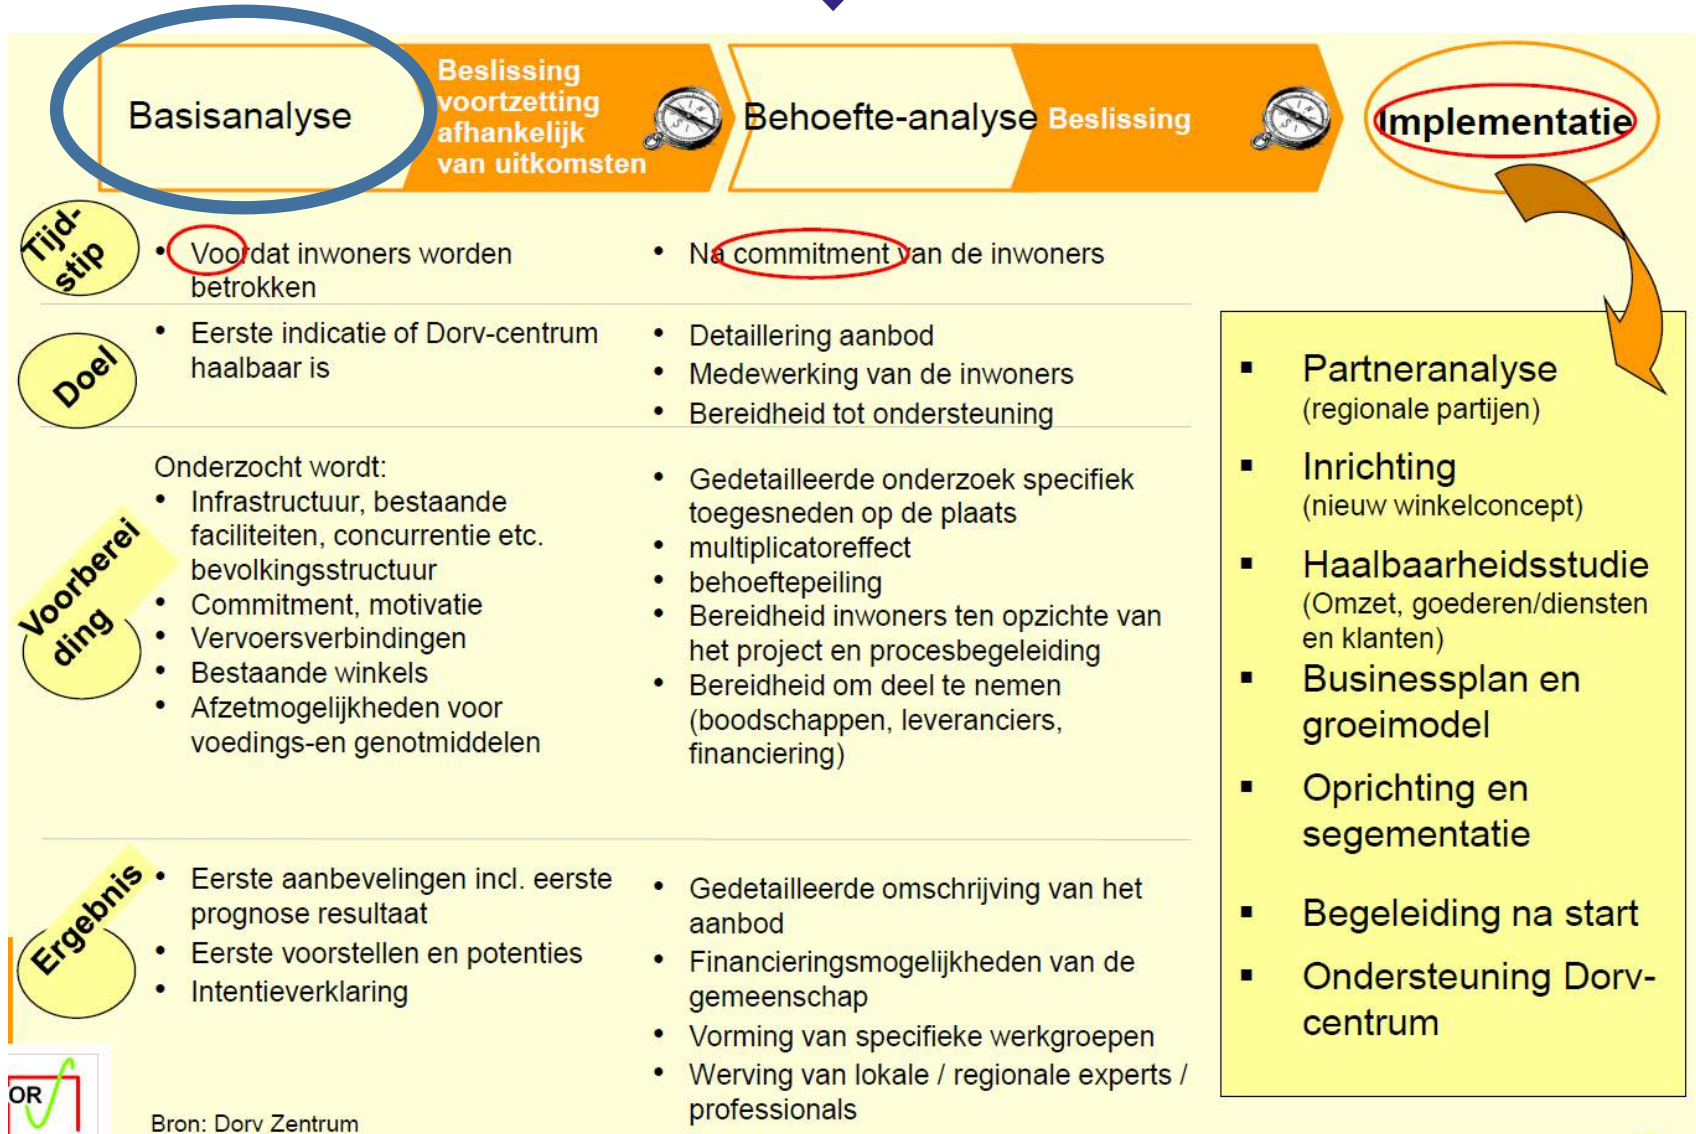 Basisanalyse
Beslissing
voortzetting
afhankelijk
van uitkomsten
Behoefte-analyse
Beslissing
Implementatie
Tijd-
stip
• Voordat inwoners worden
betrokken
• Na commitment van de inwoners
Doel
• Eerste indicatie of Dorv-centrum
haalbaar is
• Detaillering aanbod
• Medewerking van de inwoners
• Bereidheid tot ondersteuning
Voorberei
ding
Onderzocht wordt:
• Infrastructuur, bestaande
faciliteiten, concurrentie etc.
bevolkingsstructuur
• Commitment, motivatie
• Vervoersverbindingen
• Bestaande winkels
• Afzetmogelijkheden voor
voedings-en genotmiddelen
• Gedetailleerde onderzoek specifiek
toegesneden op de plaats
• multiplicatoreffect
• behoeftepeiling
• Bereidheid inwoners ten opzichte van
het project en procesbegeleiding
• Bereidheid om deel te nemen
(boodschappen, leveranciers,
financiering)
Ergebnis
• Eerste aanbevelingen incl. eerste
prognose resultaat
• Eerste voorstellen en potenties
• Intentieverklaring
• Gedetailleerde omschrijving van het
aanbod
• Financieringsmogelijkheden van de
gemeenschap
• Vorming van specifieke werkgroepen
• Werving van lokale / regionale experts /
professionals
▪ Partneranalyse
(regionale partijen)
▪ Inrichting
(nieuw winkelconcept)
▪ Haalbaarheidsstudie
(Omzet, goederen/diensten
en klanten)
▪ Businessplan en
groeimodel
▪ Oprichting en
segementatie
▪ Begeleiding na start
▪ Ondersteuning Dorv-
centrum
OR
Bron: Dorv Zentrum